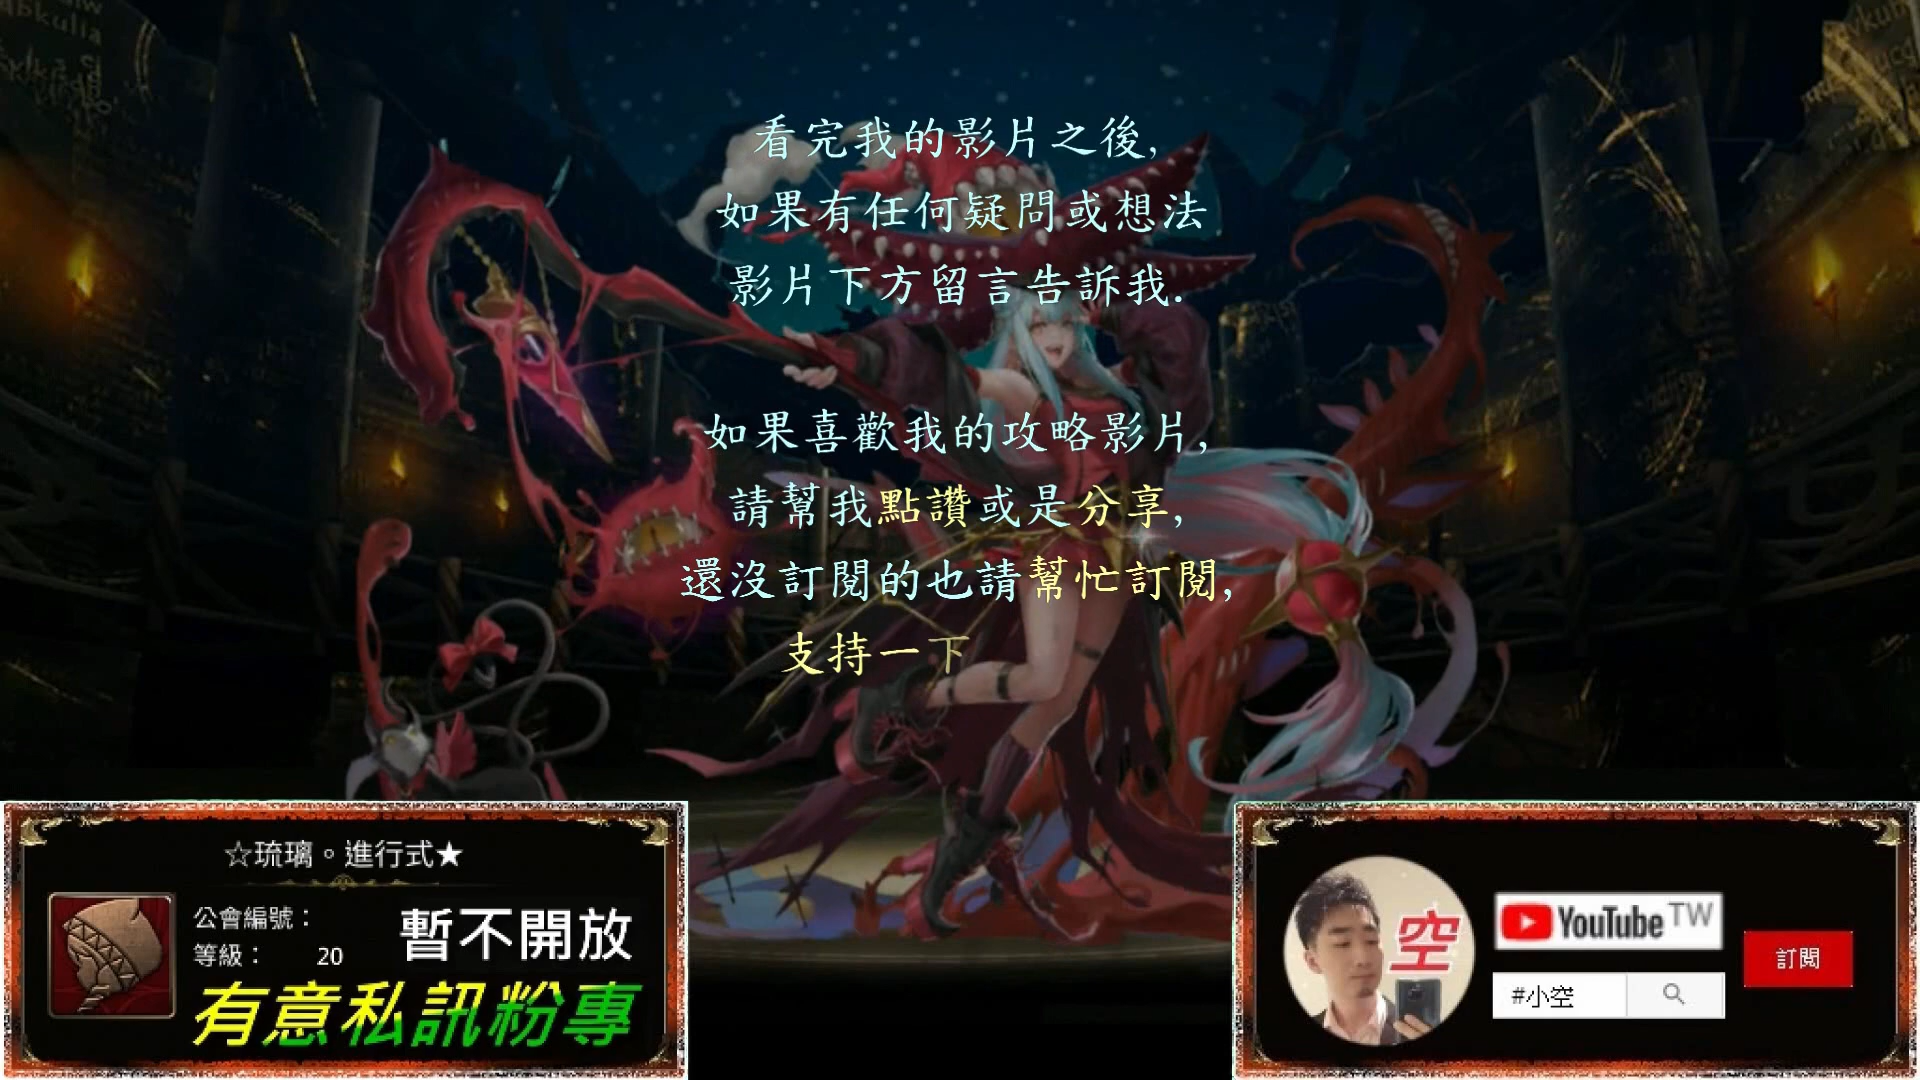 看完我的影片之後,
如果有任何疑問或想法
影片下方留言告訴我.
如果喜歡我的攻略影片,
請幫我點讚或是分享,
還沒訂閱的也請幫忙訂閱,
支持一下
☆琉璃。進行式★
公會編號：
暫不開放
等級： 20
有意私訊粉專
空
YouTube TW
#小空
訂閱